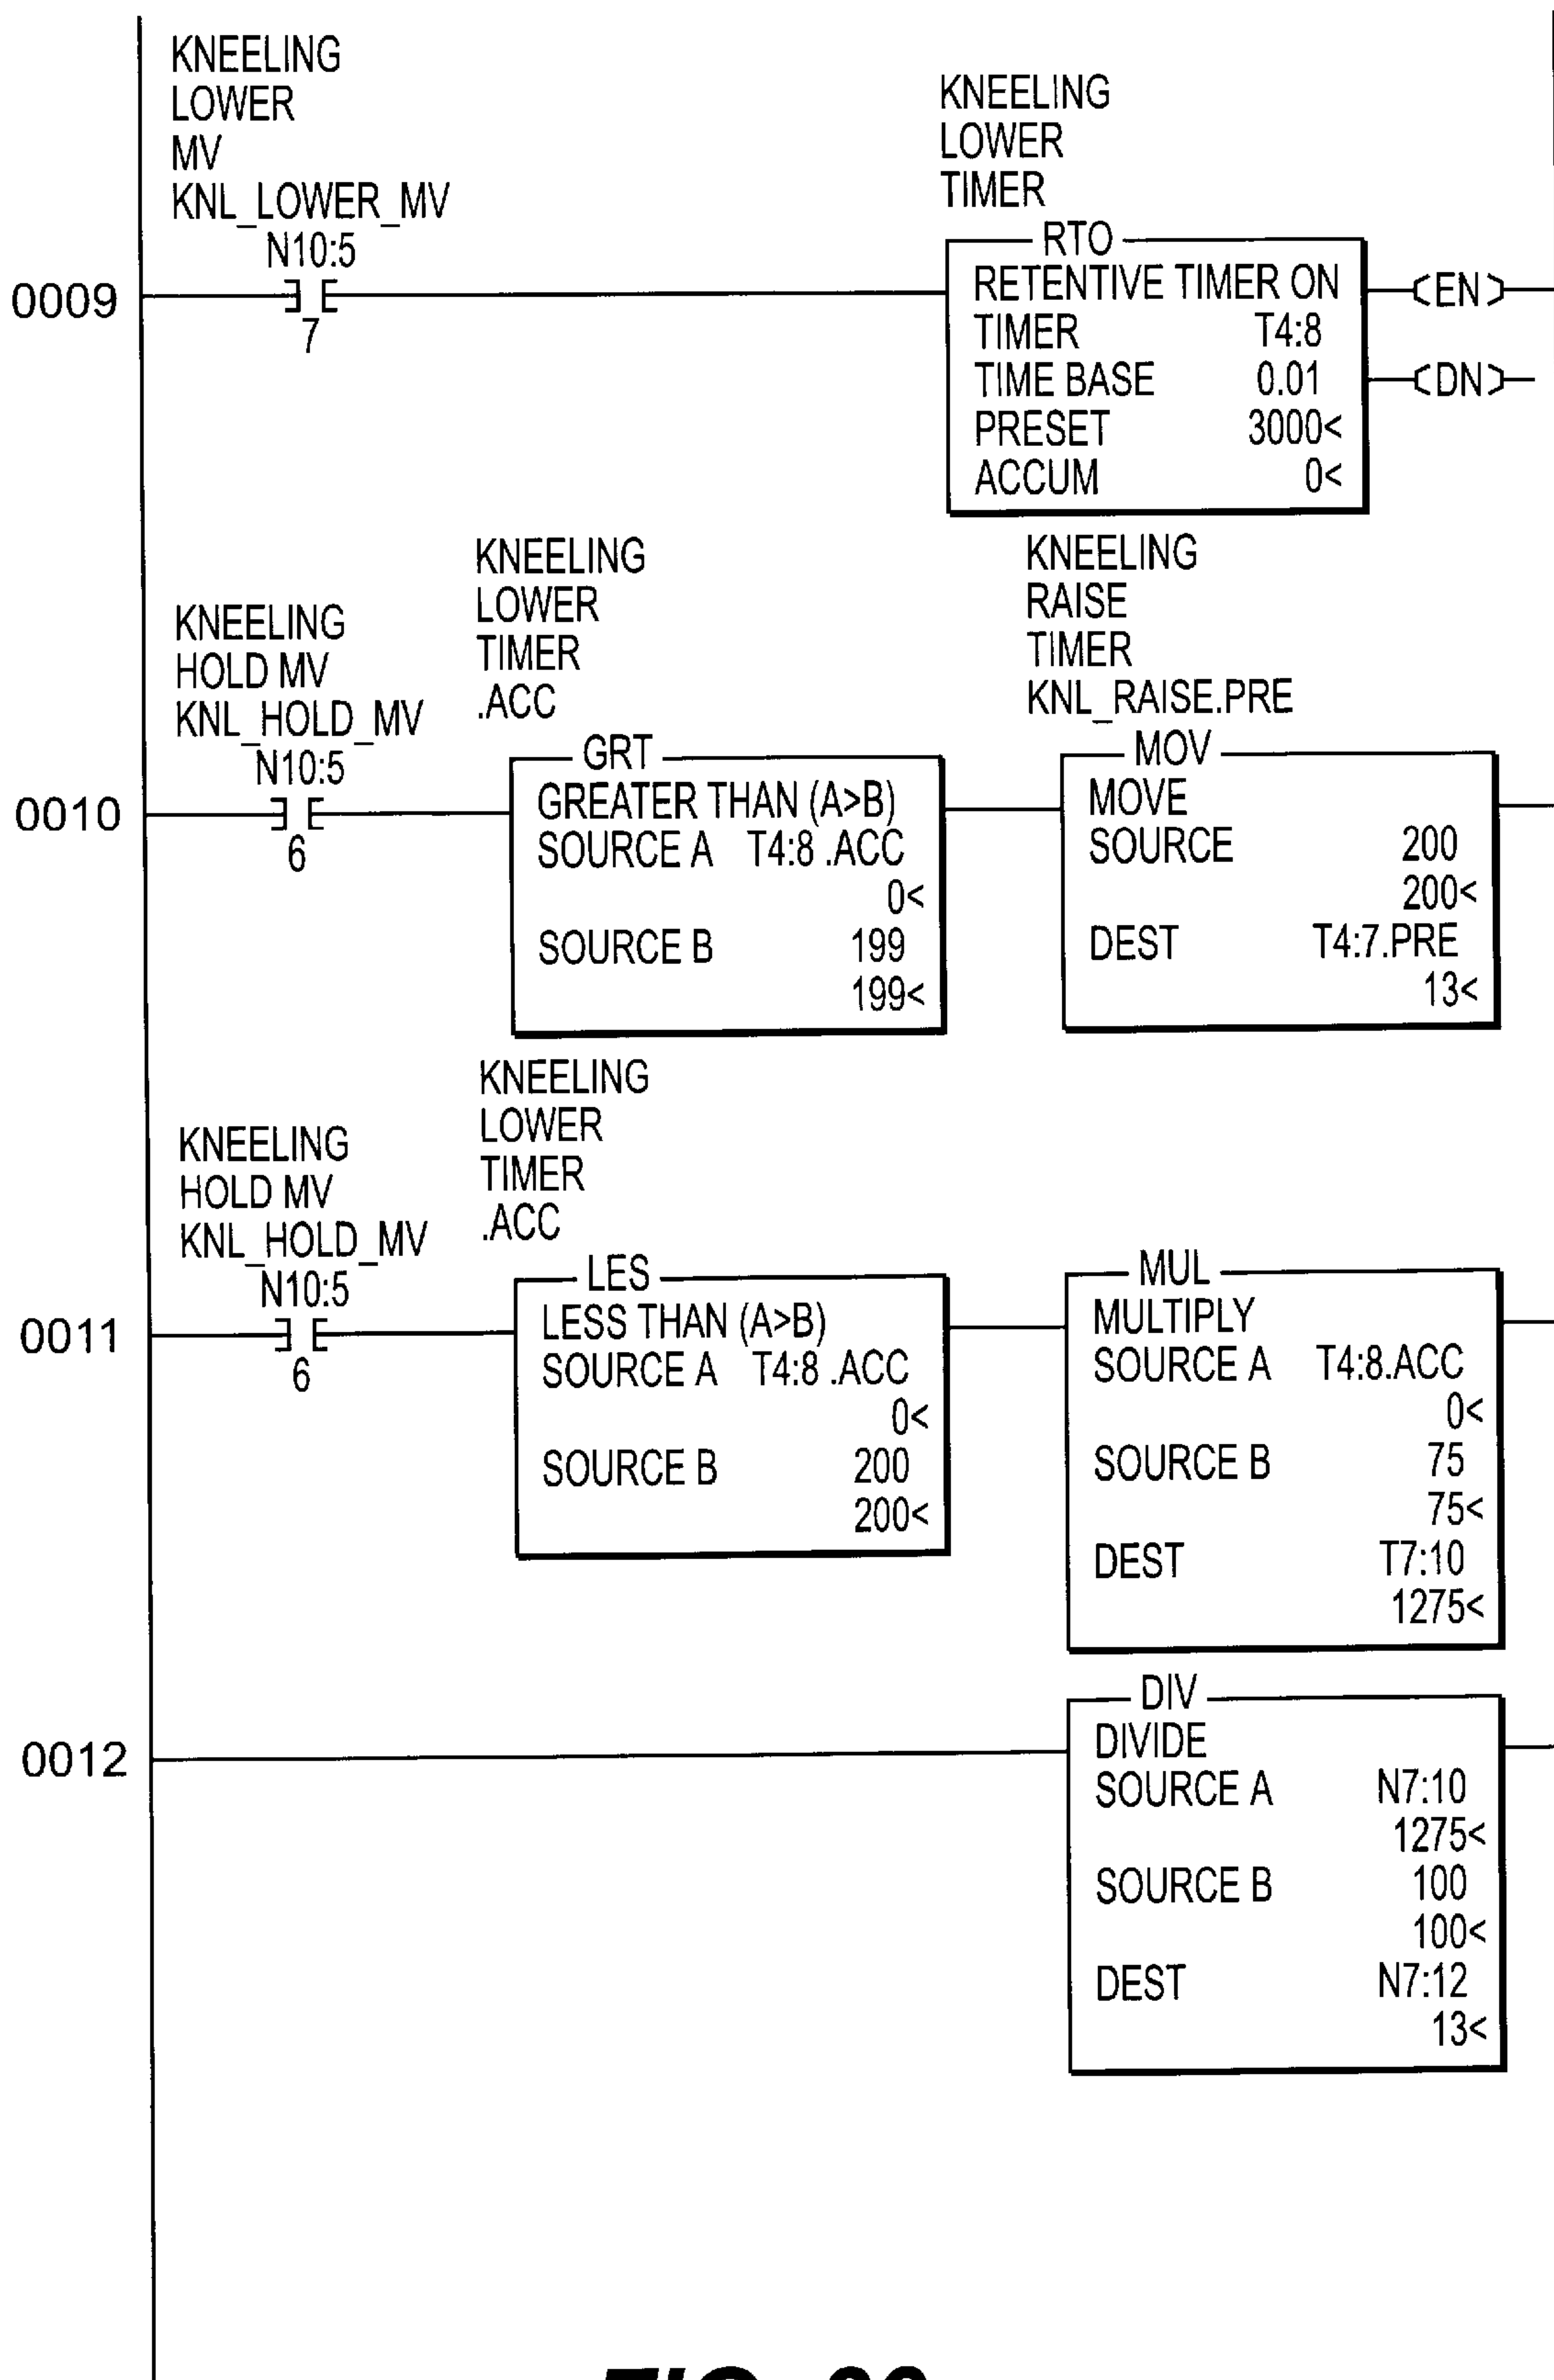 KNEELING
LOWER
MV
KNL_LOWER_MV
N10:5
7
KNEELING
LOWER
TIMER
0009
RTO
RETENTIVE TIMER ON
TIMER T4:8
TIME BASE 0.01
PRESET 3000<
ACCUM 0<
(EN)
(DN)
KNEELING
HOLD MV
KNL_HOLD_MV
N10:5
6
KNEELING
LOWER
TIMER
.ACC
KNEELING
RAISE
TIMER
KNL_RAISE.PRE
0010
GRT
GREATER THAN (A>B)
SOURCE A T4:8 .ACC
0<
SOURCE B 199
199<
MOV
MOVE
SOURCE 200
200<
DEST T4:7.PRE
13<
KNEELING
HOLD MV
KNL_HOLD_MV
N10:5
6
KNEELING
LOWER
TIMER
.ACC
0011
LES
LESS THAN (A>B)
SOURCE A T4:8 .ACC
0<
SOURCE B 200
200<
MUL
MULTIPLY
SOURCE A T4:8.ACC
0<
SOURCE B 75
75<
DEST T7:10
1275<
0012
DIV
DIVIDE
SOURCE A N7:10
1275<
SOURCE B 100
100<
DEST N7:12
13<